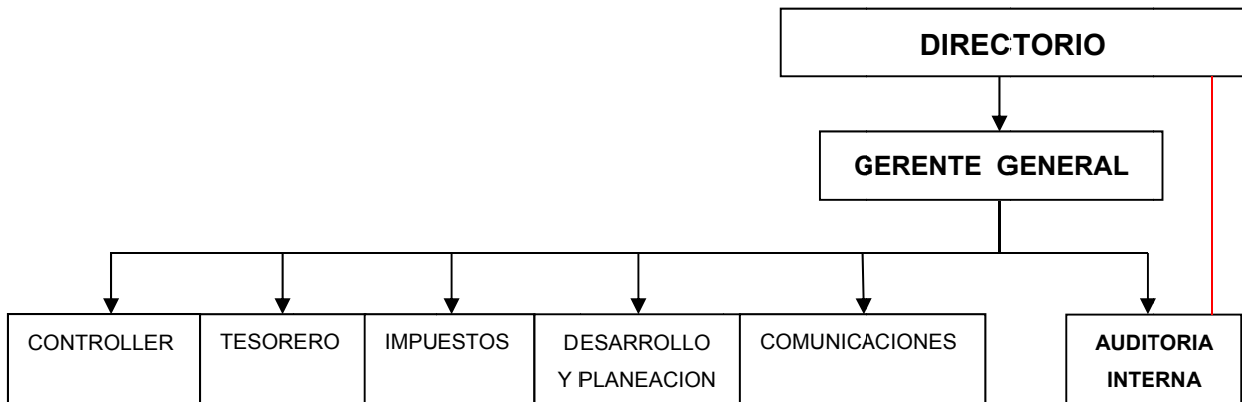 DIRECTORIO
GERENTE GENERAL
CONTROLLER
TESORERO
IMPUESTOS
DESARROLLO
Y PLANEACION
COMUNICACIONES
AUDITORIA
INTERNA